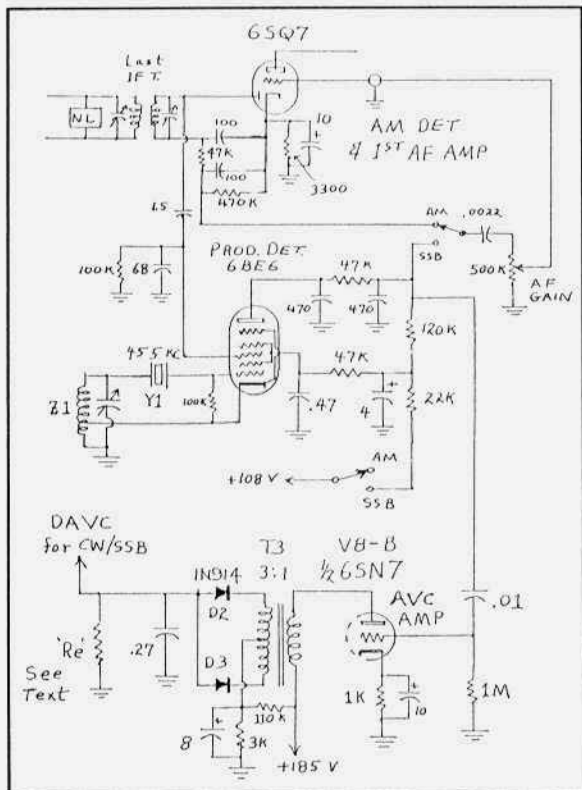 6SQ7
Last
I.F.T.
NL
100
47K
100
470K
10
3300
AM DET
& 1ST AF AMP
1.5
AM
.0022
SSB
500K
AF
GAIN
PROD. DET.
6BE6
47K
100K
68
470
470
120K
455 KC
Y1
Z1
100K
47K
.47
4
22K
+108 V
AM
SSB
DAVC
for CW/SSB
T3
3:1
V8-B
½ 6SN7
1N914
D2
AVC
AMP
.01
'Re'
See
Text
.27
D3
110K
8
3K
+185 V
1K
10
1M